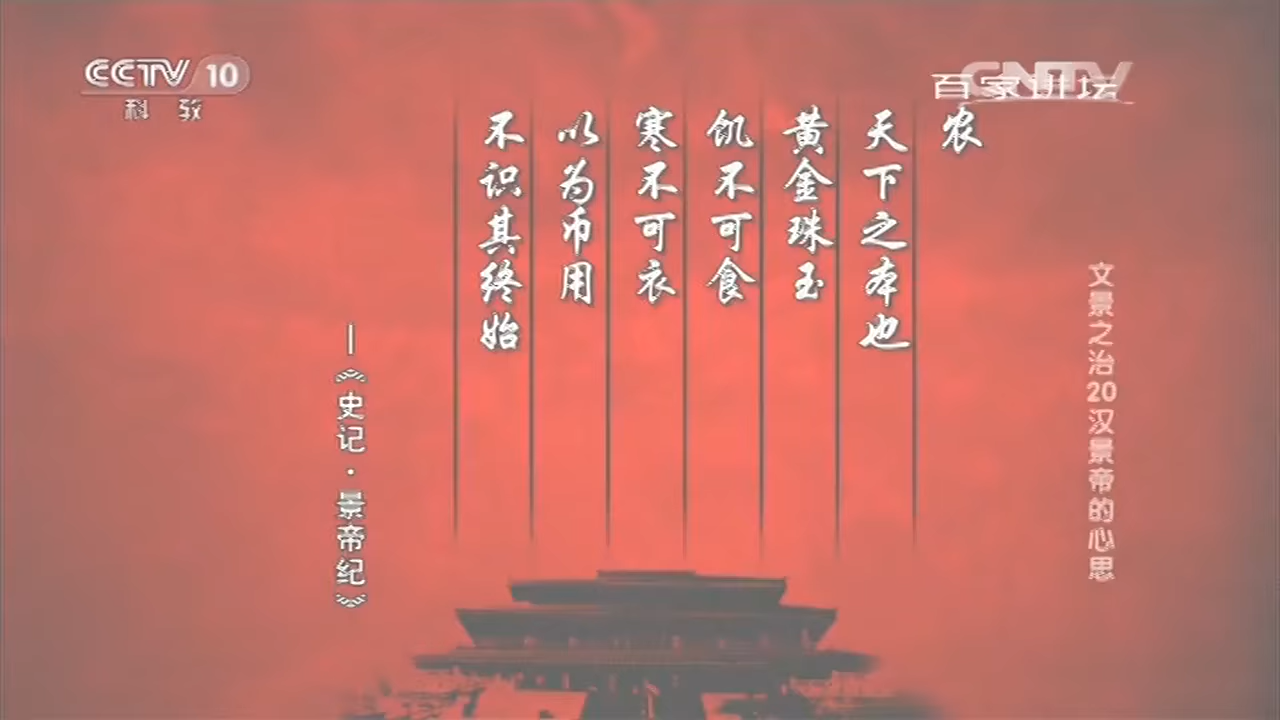 CCTV 10
科 教
CNTV
百家讲坛
农
天下之本也
黄金珠玉
饥不可食
寒不可衣
以为币用
不识其终始
—《史记·景帝纪》
文景之治20汉景帝的心思